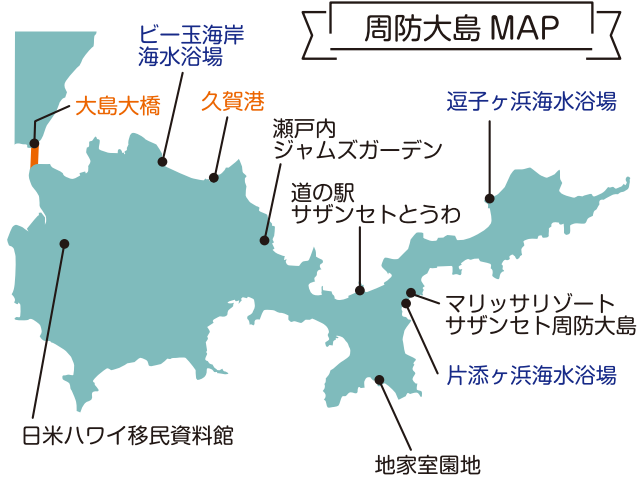 周防大島 MAP
ビー玉海岸
海水浴場
大島大橋
久賀港
逗子ヶ浜海水浴場
瀬戸内
ジャムズガーデン
道の駅
サザンセトとうわ
マリッサリゾート
サザンセト周防大島
片添ヶ浜海水浴場
日米ハワイ移民資料館
地家室園地